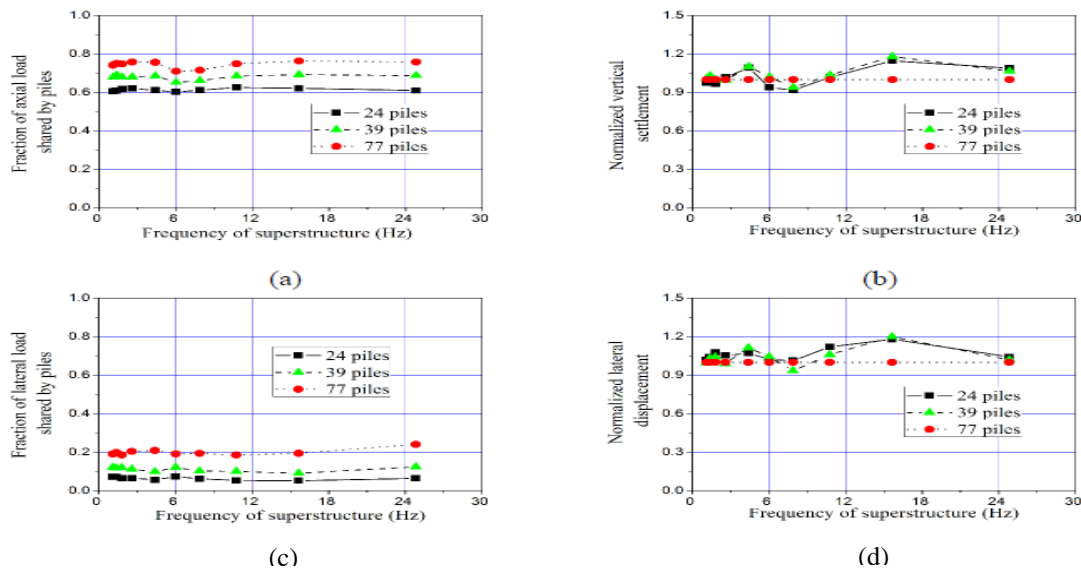 Fraction of axial load
shared by piles
1.0
0.8
0.6
0.4
0.2
0.0
24 piles
39 piles
77 piles
0 6 12 18 24 30
Frequency of superstructure (Hz)
(a)
Normalized vertical
settlement
1.5
1.2
0.9
0.6
0.3
0.0
24 piles
39 piles
77 piles
0 6 12 18 24 30
Frequency of superstructure (Hz)
(b)
Fraction of lateral load
shared by piles
1.0
0.8
0.6
0.4
0.2
0.0
24 piles
39 piles
77 piles
0 6 12 18 24 30
Frequency of superstructure (Hz)
(c)
Normalized lateral
displacement
1.5
1.2
0.9
0.6
0.3
0.0
24 piles
39 piles
77 piles
0 6 12 18 24 30
Frequency of superstructure (Hz)
(d)